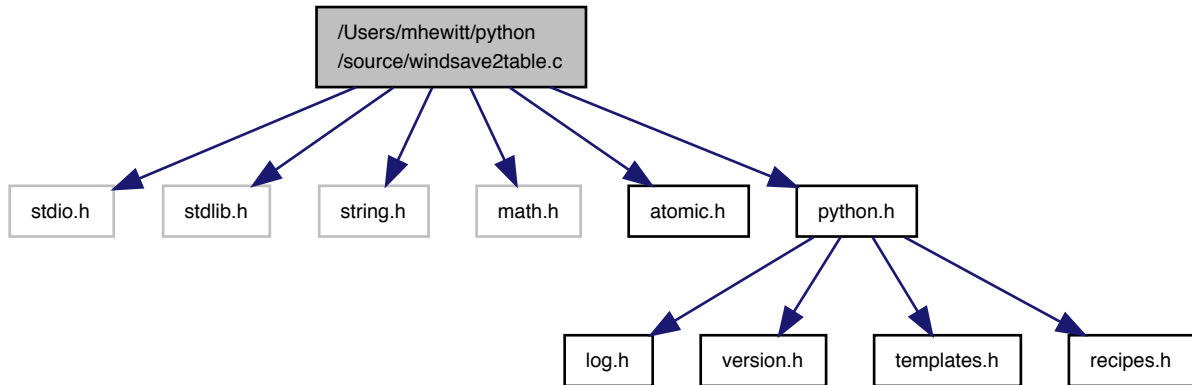 /Users/mhewitt/python
/source/windsave2table.c
stdio.h
stdlib.h
string.h
math.h
atomic.h
python.h
log.h
version.h
templates.h
recipes.h